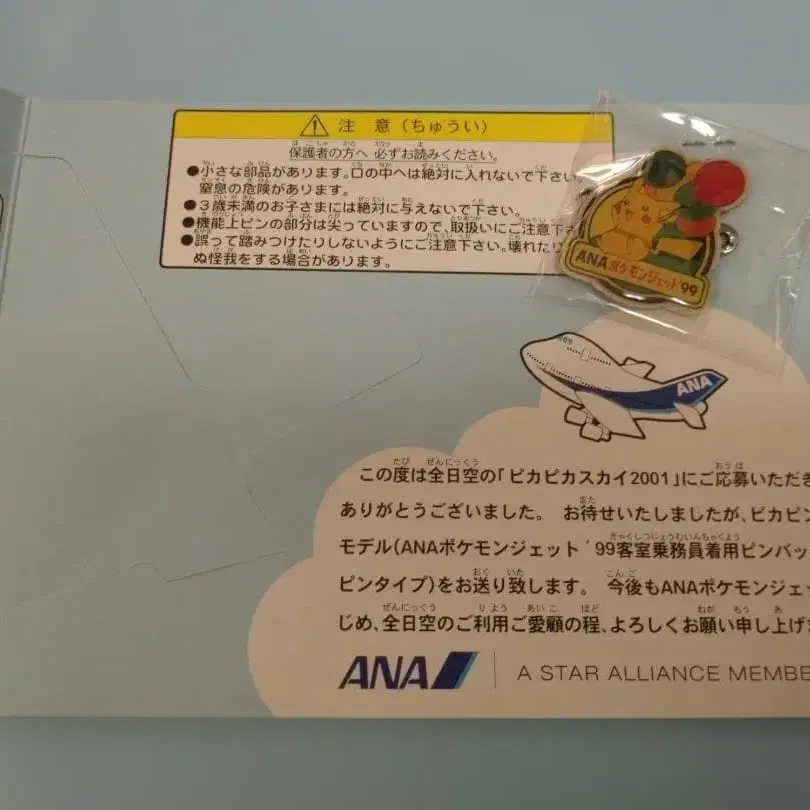 注 意 (ちゅうい)
保護者の方へ 必ずお読みください。
●小さな部品があります。口の中へは絶対に入れないで下さい
窒息の危険があります。
●3歳未満のお子さまには絶対に与えないで下さい。
●機能上ピンの部分は尖っていますので、取扱いにご注意下さ
●誤って踏みつけたりしないようにご注意下さい。壊れたり
ぬ怪我をする場合があります。
ANAポケモンジェット'99
ANA
この度は全日空の「ピカピカスカイ2001」にご応募いただき
ありがとうございました。 お待せいたしましたが、ピカピン
モデル(ANAポケモンジェット '99客室乗務員着用ピンバッ
ピンタイプ)をお送り致します。 今後もANAポケモンジェ
じめ、全日空のご利用ご愛顧の程、よろしくお願い申し上げ
ANA A STAR ALLIANCE MEMBE